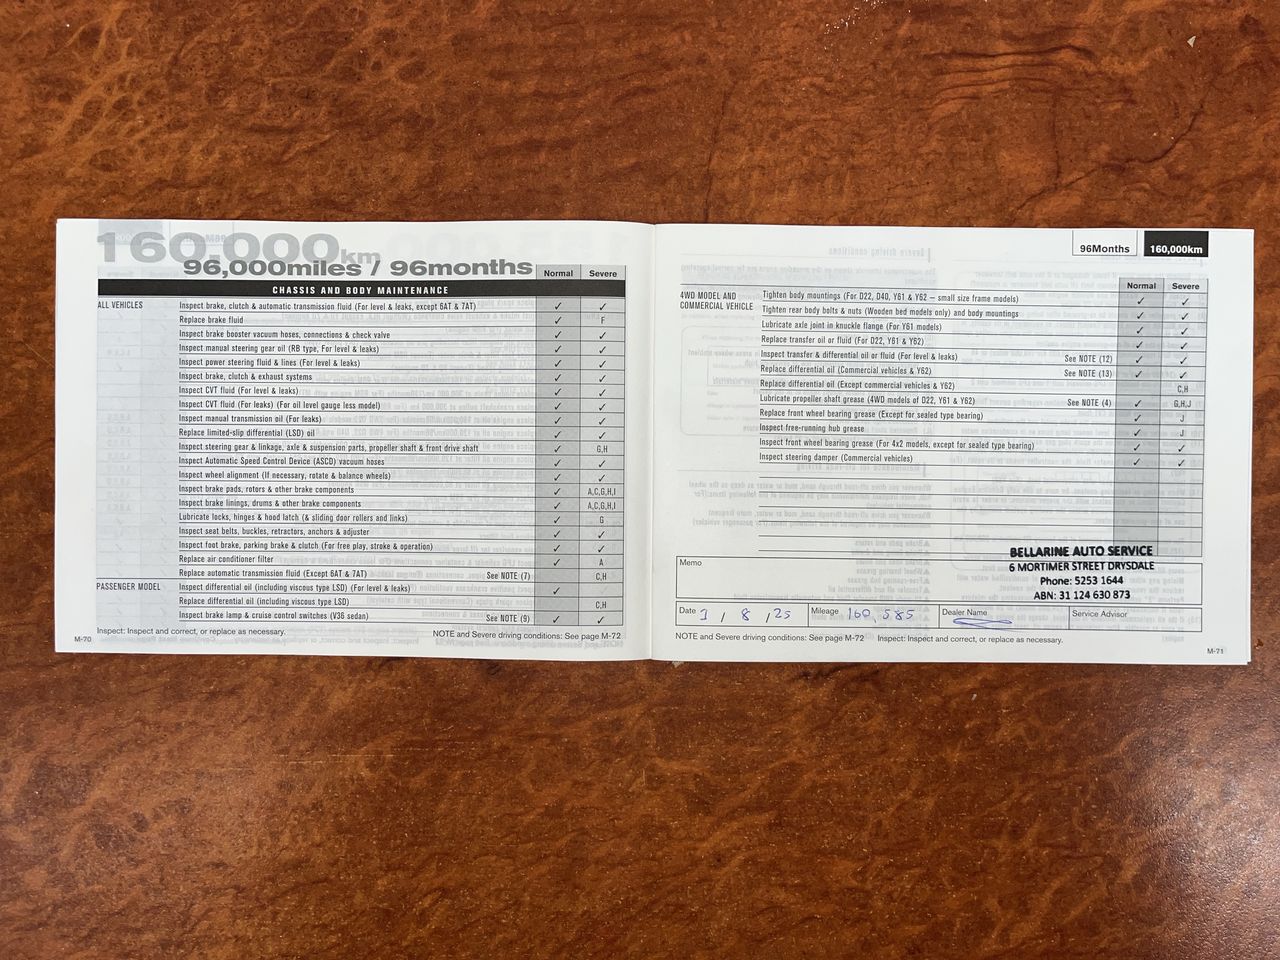 160,000km
96,000miles / 96months
Normal Severe
CHASSIS AND BODY MAINTENANCE
ALL VEHICLES Inspect brake, clutch & automatic transmission fluid (For level & leaks, except 6AT & 7AT) ✓ ✓
Replace brake fluid ✓ F
Inspect brake booster vacuum hoses, connections & check valve ✓ ✓
Inspect manual steering gear oil (RB type, For level & leaks) ✓ ✓
Inspect power steering fluid & lines (For level & leaks) ✓ ✓
Inspect brake, clutch & exhaust systems ✓ ✓
Inspect CVT fluid (For level & leaks) ✓ ✓
Inspect CVT fluid (For leaks) (For oil level gauge less model) ✓ ✓
Inspect manual transmission oil (For leaks) ✓ ✓
Replace limited-slip differential (LSD) oil ✓ ✓
Inspect steering gear & linkage, axle & suspension parts, propeller shaft & front drive shaft ✓ G,H
Inspect Automatic Speed Control Device (ASCD) vacuum hoses ✓ ✓
Inspect wheel alignment (If necessary, rotate & balance wheels) ✓ ✓
Inspect brake pads, rotors & other brake components ✓ A,C,G,H,I
Inspect brake linings, drums & other brake components ✓ A,C,G,H,I
Lubricate locks, hinges & hood latch (& sliding door rollers and links) ✓ G
Inspect seat belts, buckles, retractors, anchors & adjuster ✓ ✓
Inspect foot brake, parking brake & clutch (For free play, stroke & operation) ✓ ✓
Replace air conditioner filter ✓ A
Replace automatic transmission fluid (Except 6AT & 7AT) See NOTE (7) C,H
PASSENGER MODEL Inspect differential oil (including viscous type LSD) (For level & leaks) ✓
Replace differential oil (including viscous type LSD) C,H
Inspect brake lamp & cruise control switches (V36 sedan) See NOTE (9) ✓ ✓
Inspect: Inspect and correct, or replace as necessary. NOTE and Severe driving conditions: See page M-72
M-70
96Months 160,000km
Normal Severe
4WD MODEL AND COMMERCIAL VEHICLE Tighten body mountings (For D22, D40, Y61 & Y62 – small size frame models) ✓ ✓
Tighten rear body bolts & nuts (Wooden bed models only) and body mountings ✓ ✓
Lubricate axle joint in knuckle flange (For Y61 models) ✓ ✓
Replace transfer oil or fluid (For D22, Y61 & Y62) ✓ ✓
Inspect transfer & differential oil or fluid (For level & leaks) See NOTE (12) ✓ ✓
Replace differential oil (Commercial vehicles & Y62) See NOTE (13) ✓ ✓
Replace differential oil (Except commercial vehicles & Y62) C,H
Lubricate propeller shaft grease (4WD models of D22, Y61 & Y62) See NOTE (4) ✓ G,H,J
Replace front wheel bearing grease (Except for sealed type bearing) ✓ J
Inspect free-running hub grease ✓ J
Inspect front wheel bearing grease (For 4x2 models, except for sealed type bearing) ✓ ✓
Inspect steering damper (Commercial vehicles) ✓ ✓
BELLARINE AUTO SERVICE
6 MORTIMER STREET DRYSDALE
Phone: 5253 1644
ABN: 31 124 630 873
Memo
Date 1 / 8 / 25 Mileage 160,585 Dealer Name Service Advisor
NOTE and Severe driving conditions: See page M-72 Inspect: Inspect and correct, or replace as necessary.
M-71